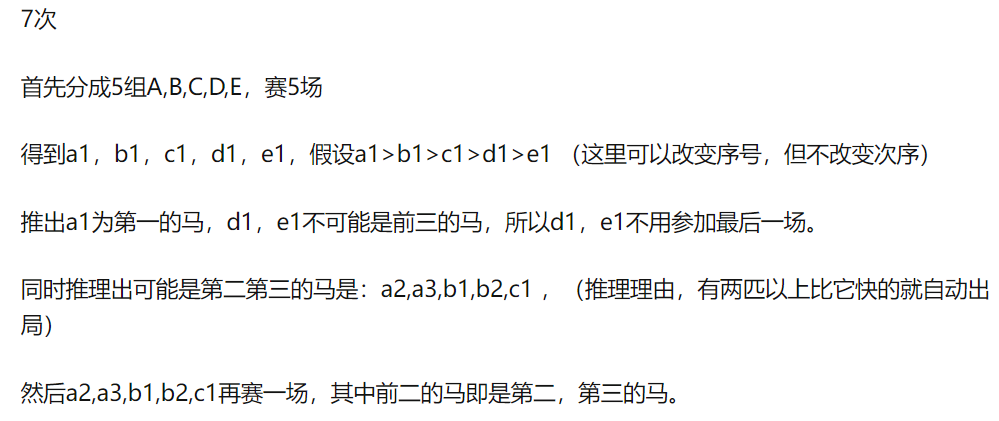 7次
首先分成5组A,B,C,D,E，赛5场
得到a1，b1，c1，d1，e1，假设a1>b1>c1>d1>e1 （这里可以改变序号，但不改变次序）
推出a1为第一的马，d1，e1不可能是前三的马，所以d1，e1不用参加最后一场。
同时推理出可能是第二第三的马是：a2,a3,b1,b2,c1 ，（推理理由，有两匹以上比它快的就自动出
局）
然后a2,a3,b1,b2,c1再赛一场，其中前二的马即是第二，第三的马。